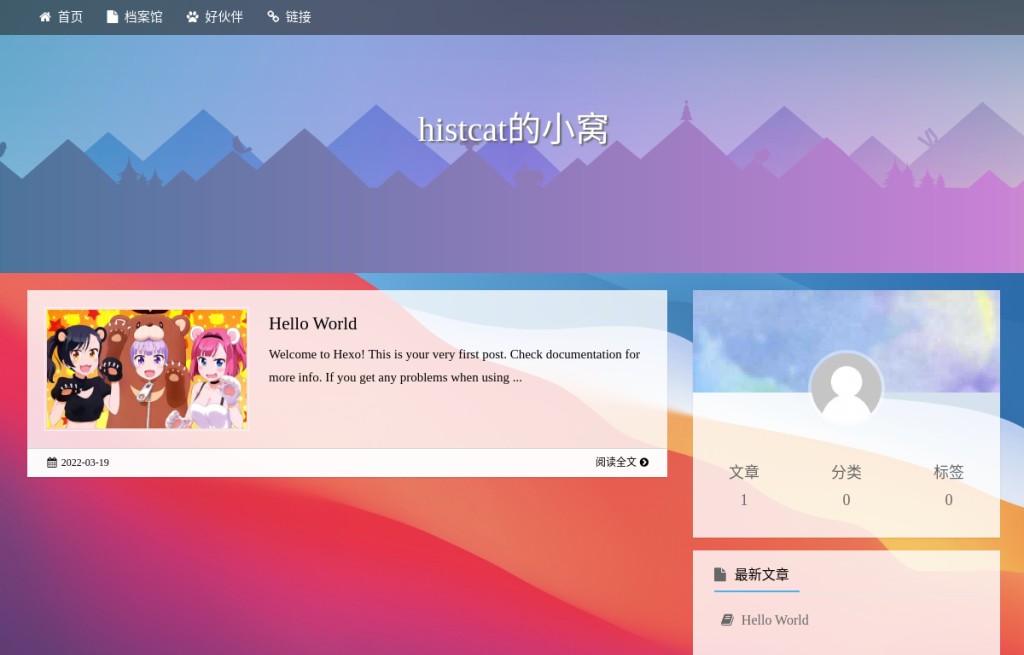 首页 档案馆 好伙伴 链接
histcat的小窝
Hello World
Welcome to Hexo! This is your very first post. Check documentation for
more info. If you get any problems when using ...
2022-03-19 阅读全文
文章 分类 标签
1 0 0
最新文章
Hello World